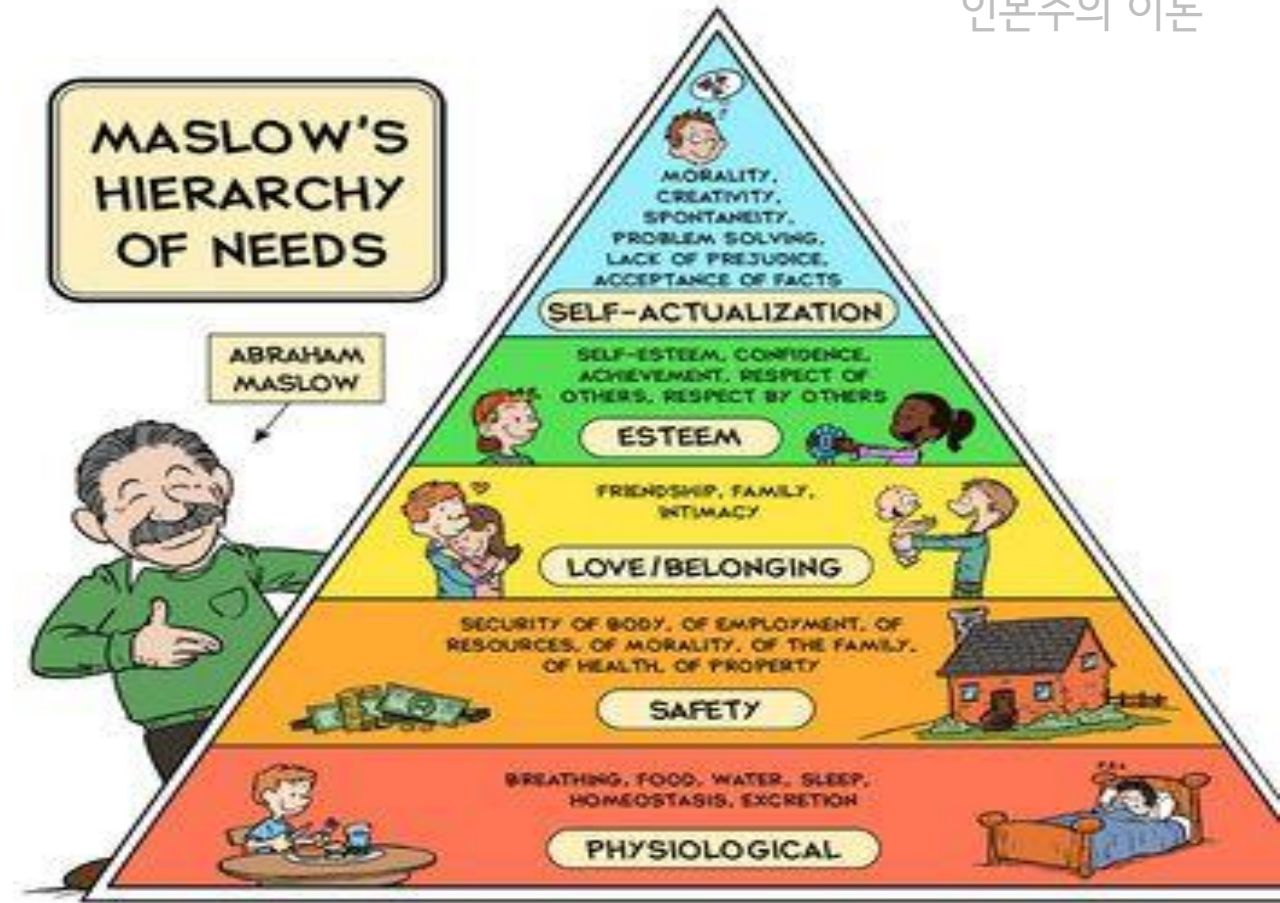 인본주의 이론
MASLOW'S
HIERARCHY
OF NEEDS
ABRAHAM
MASLOW
MORALITY,
CREATIVITY,
SPONTANEITY,
PROBLEM SOLVING,
LACK OF PREJUDICE,
ACCEPTANCE OF FACTS
SELF-ACTUALIZATION
SELF-ESTEEM, CONFIDENCE,
ACHIEVEMENT, RESPECT OF
OTHERS, RESPECT BY OTHERS
ESTEEM
FRIENDSHIP, FAMILY,
INTIMACY
LOVE/BELONGING
SECURITY OF BODY, OF EMPLOYMENT, OF
RESOURCES, OF MORALITY, OF THE FAMILY,
OF HEALTH, OF PROPERTY
SAFETY
BREATHING, FOOD, WATER, SLEEP,
HOMEOSTASIS, EXCRETION
PHYSIOLOGICAL